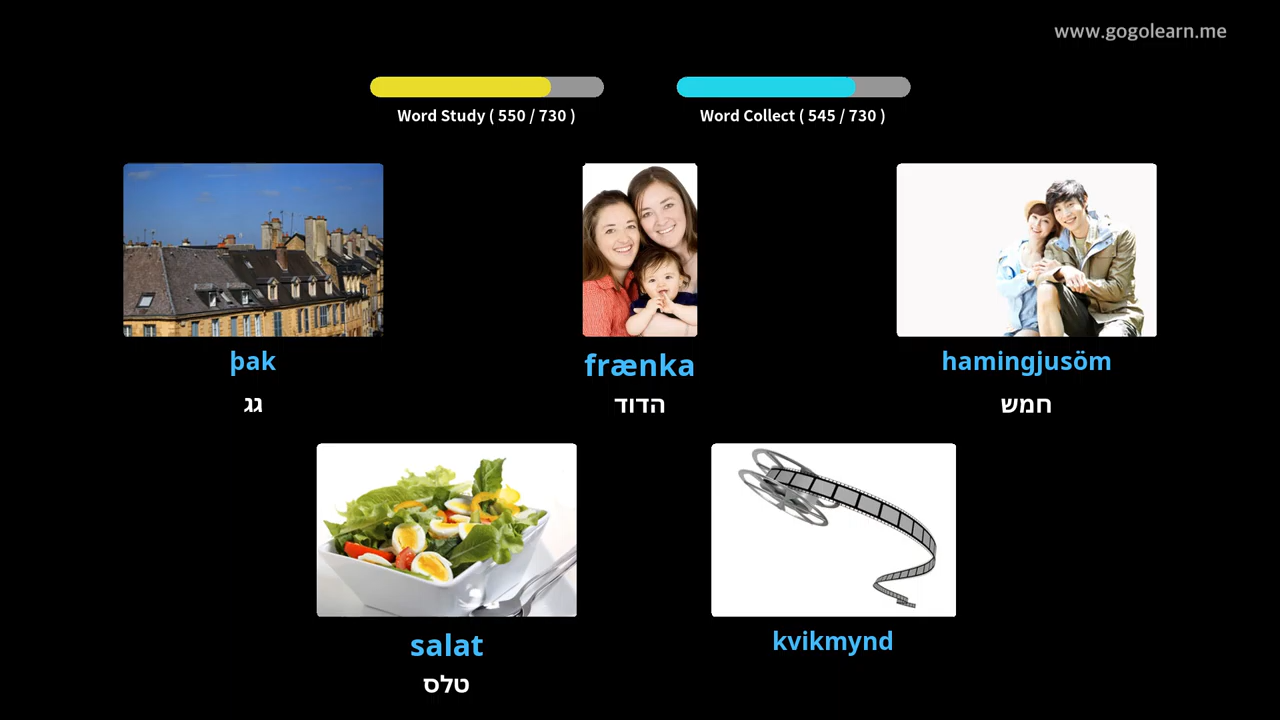 www.gogolearn.me
Word Study ( 550 / 730 )
Word Collect ( 545 / 730 )
þak
frænka
hamingjusöm
גג
הדוד
חמש
salat
kvikmynd
טלס